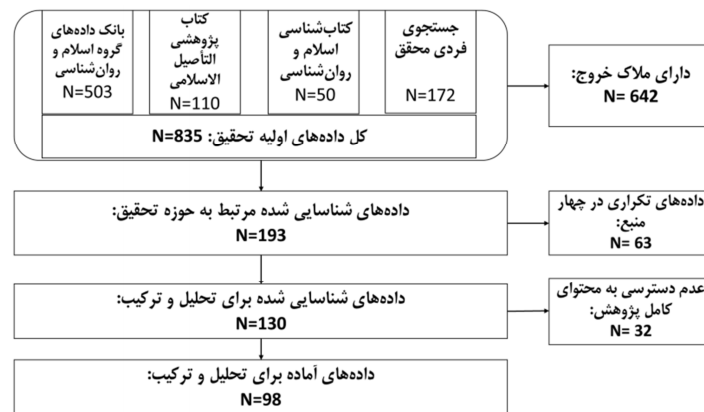 جستجوی
فردی محقق
N=172
کتاب‌شناسی
اسلام و
روان‌شناسی
N=50
کتاب
پژوهشی
التأصیل
الاسلامی
N=110
بانک داده‌های
گروه اسلام و
روان‌شناسی
N=503
کل داده‌های اولیه تحقیق: N=835
دارای ملاک خروج:
N= 642
داده‌های شناسایی شده مرتبط به حوزه تحقیق:
N=193
داده‌های تکراری در چهار
منبع:
N= 63
داده‌های شناسایی شده برای تحلیل و ترکیب:
N=130
عدم دسترسی به محتوای
کامل پژوهش:
N= 32
داده‌های آماده برای تحلیل و ترکیب:
N=98